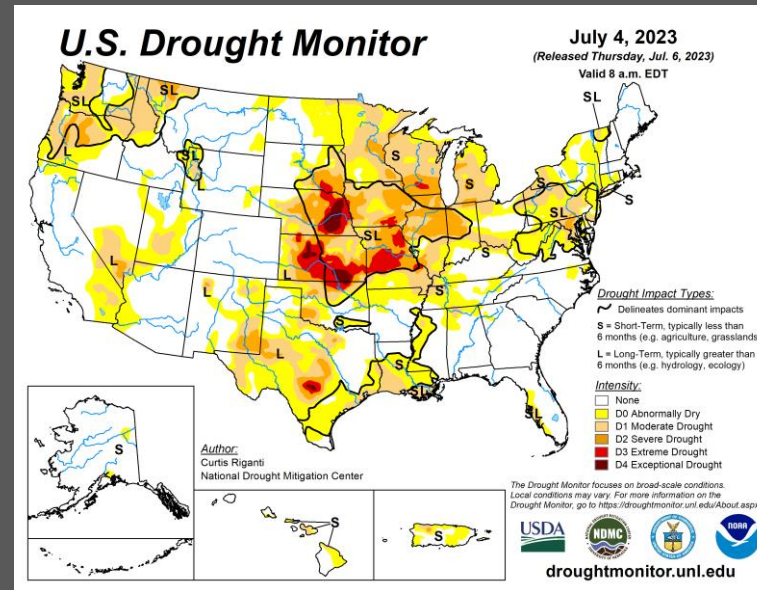 U.S. Drought Monitor
July 4, 2023
(Released Thursday, Jul. 6, 2023)
Valid 8 a.m. EDT
SL
SL
SL
L
SL
S
S
S
S
SL
L
L
SL
S
L
L
S
S
L
S
SL
SL
Drought Impact Types:
Delineates dominant impacts
S = Short-Term, typically less than
6 months (e.g. agriculture, grasslands
L = Long-Term, typically greater than
6 months (e.g. hydrology, ecology)
Intensity:
None
D0 Abnormally Dry
D1 Moderate Drought
D2 Severe Drought
D3 Extreme Drought
D4 Exceptional Drought
S
Author:
Curtis Riganti
National Drought Mitigation Center
S
S
The Drought Monitor focuses on broad-scale conditions.
Local conditions may vary. For more information on the
Drought Monitor, go to https://droughtmonitor.unl.edu/About.aspx
USDA
NDMC
NOAA
droughtmonitor.unl.edu